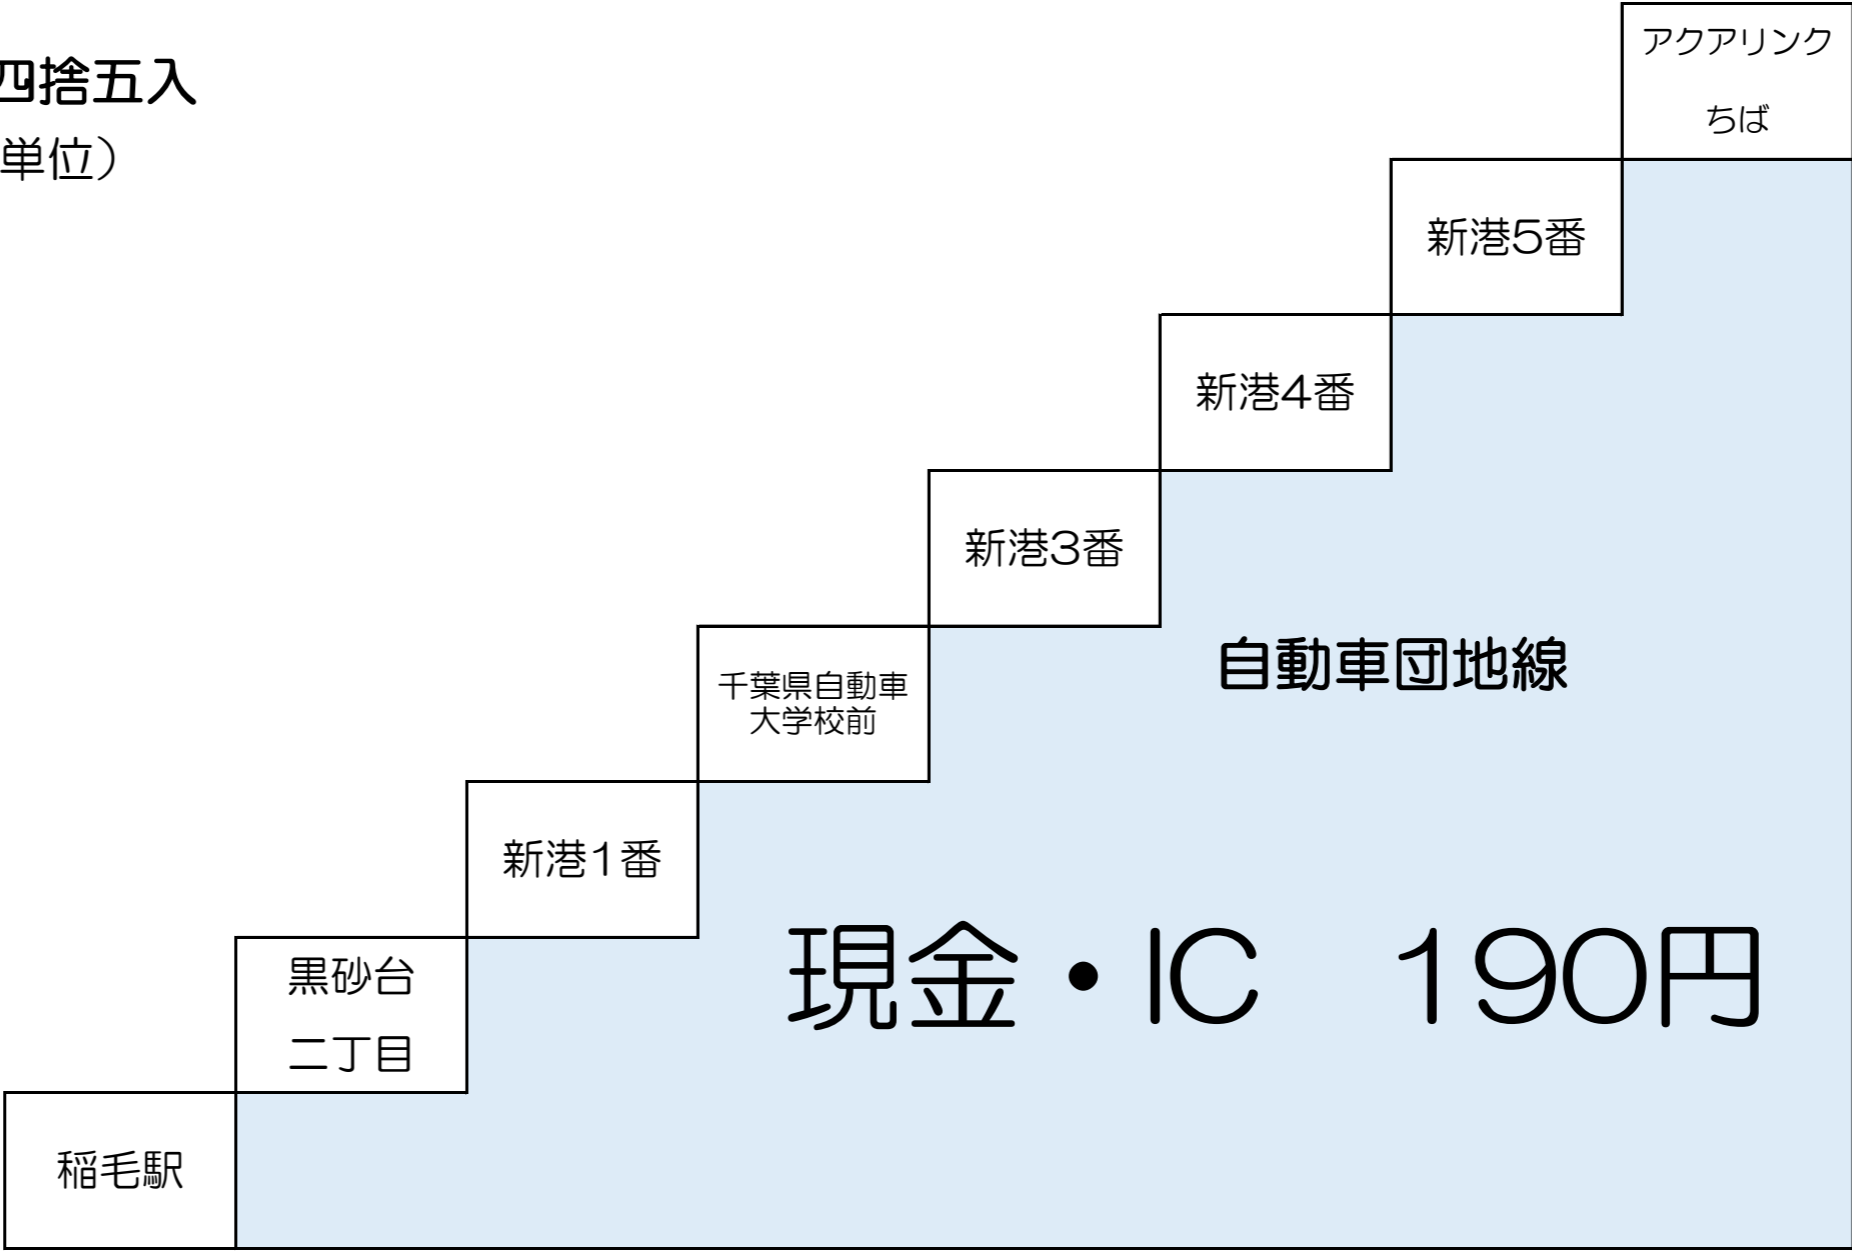 四捨五入
単位）
アクアリンク
ちば
新港5番
新港4番
新港3番
自動車団地線
千葉県自動車
大学校前
新港1番
現金・IC　190円
黒砂台
二丁目
稲毛駅